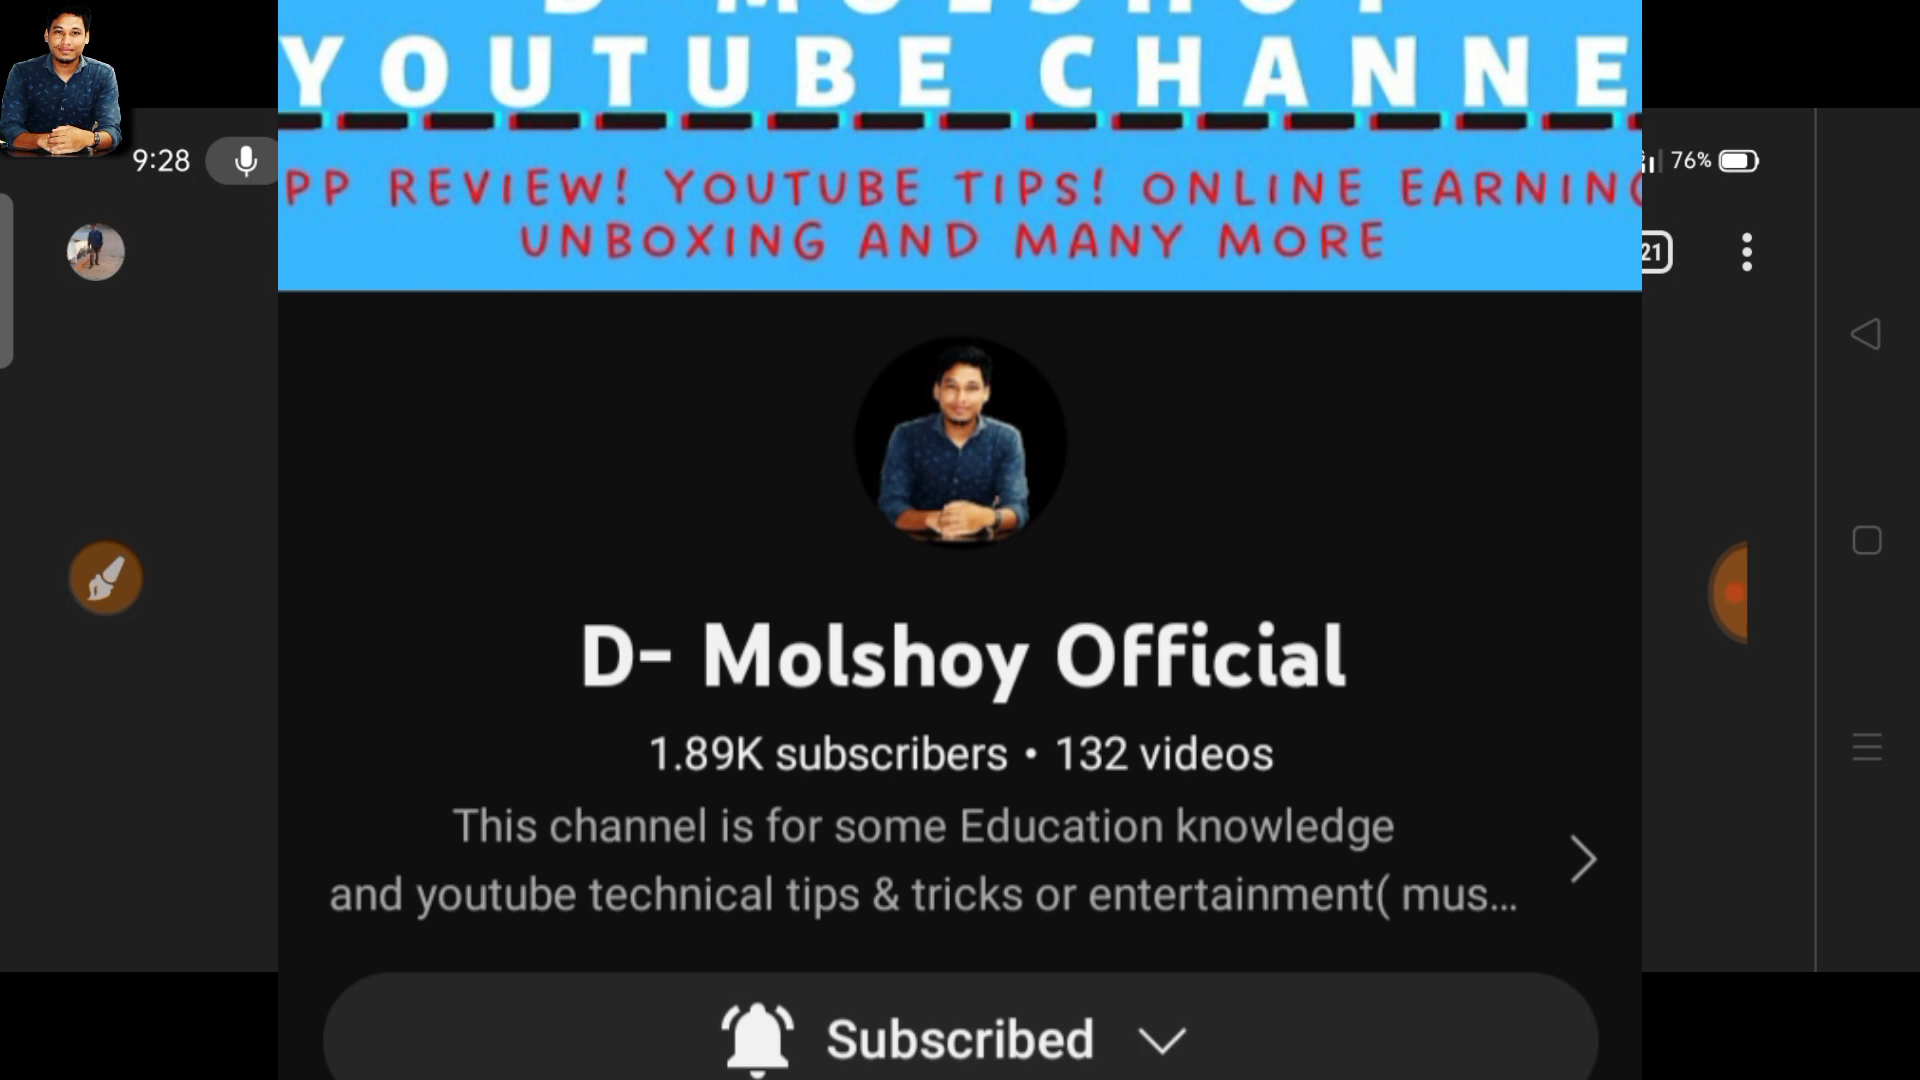 D-MOLSHOY
YOUTUBE CHANNE
PP REVIEW! YOUTUBE TIPS! ONLINE EARNING
UNBOXING AND MANY MORE
9:28
76%
21
D- Molshoy Official
1.89K subscribers • 132 videos
This channel is for some Education knowledge
and youtube technical tips & tricks or entertainment( mus...
Subscribed